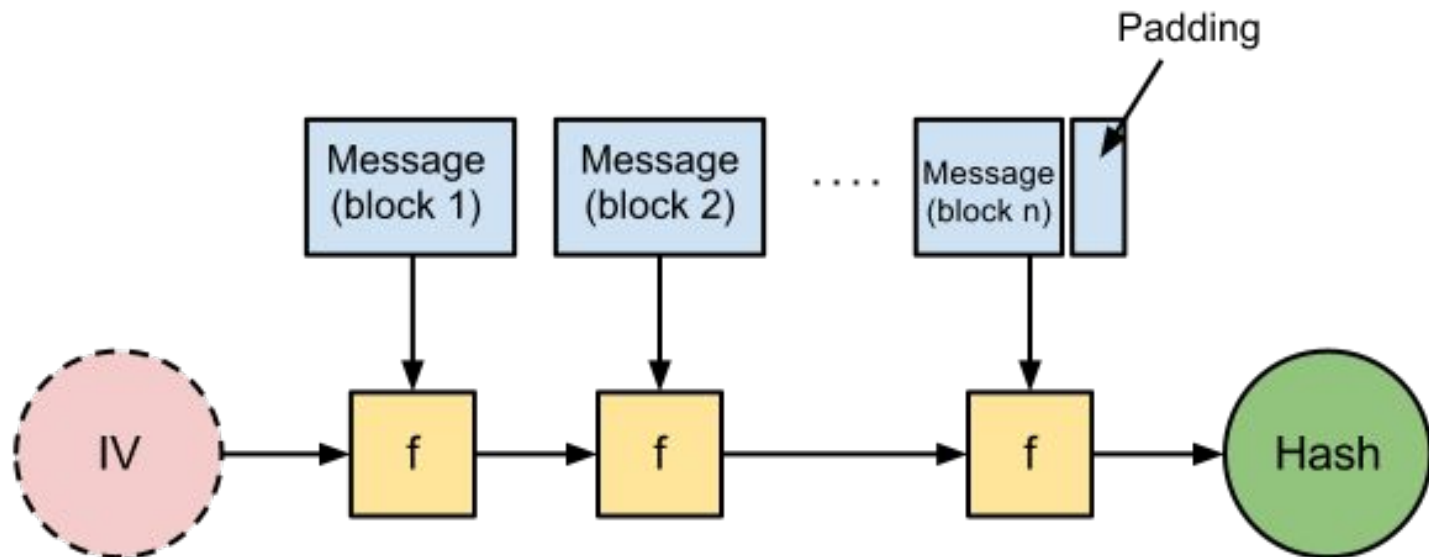 Padding
Message
(block 1)
Message
(block 2)
....
Message
(block n)
IV
f
f
f
Hash